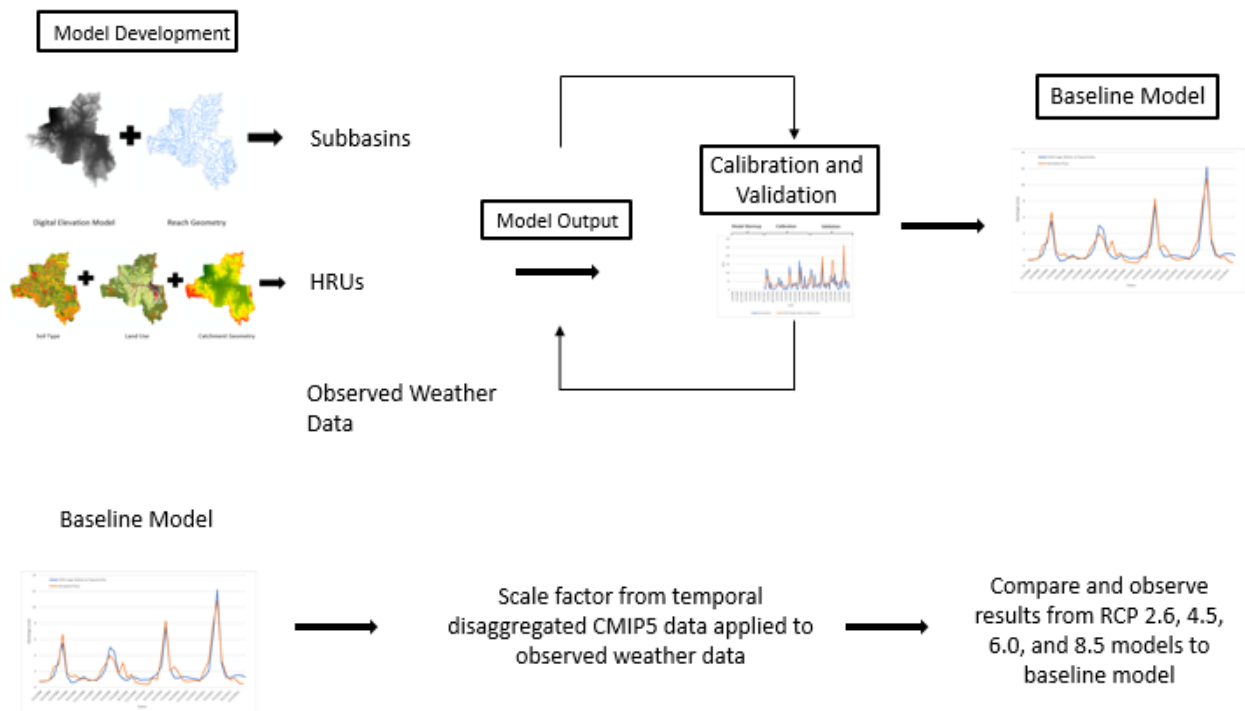 Model Development
Digital Elevation Model
Reach Geometry
Subbasins
Soil Type
Land Use
Catchment Geometry
HRUs
Observed Weather
Data
Model Output
Calibration and
Validation
Model Warmup
Calibration
Validation
Baseline Model
Baseline Model
Scale factor from temporal
disaggregated CMIP5 data applied to
observed weather data
Compare and observe
results from RCP 2.6, 4.5,
6.0, and 8.5 models to
baseline model